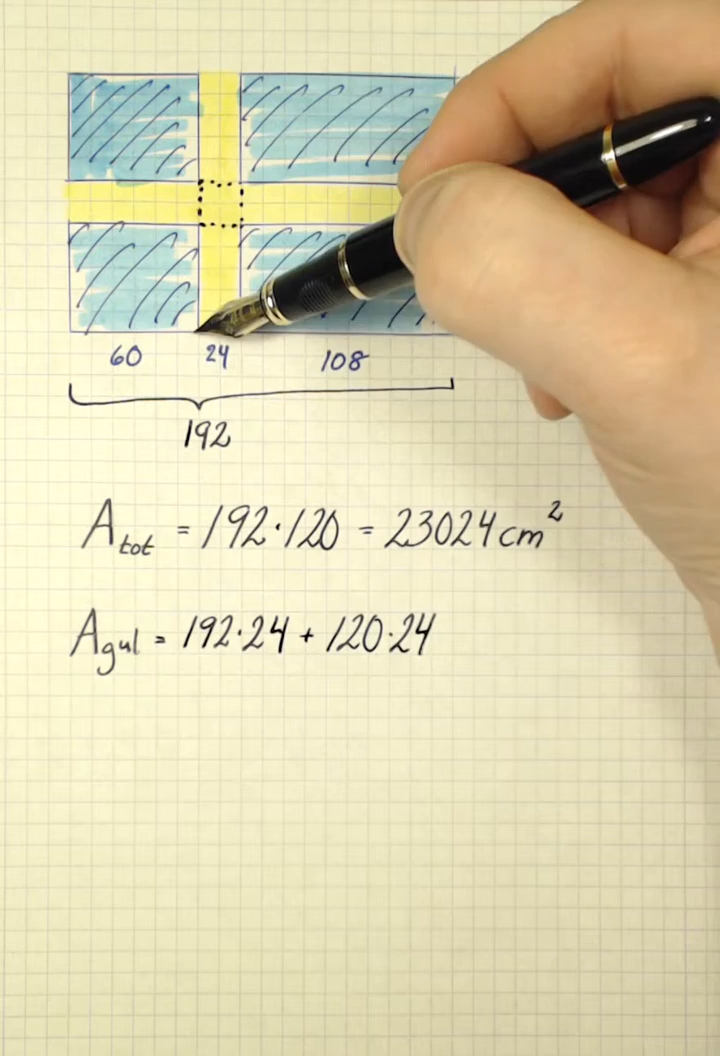 60 24 108
192
A_tot = 192·120 = 23024 cm²
A_gul = 192·24 + 120·24